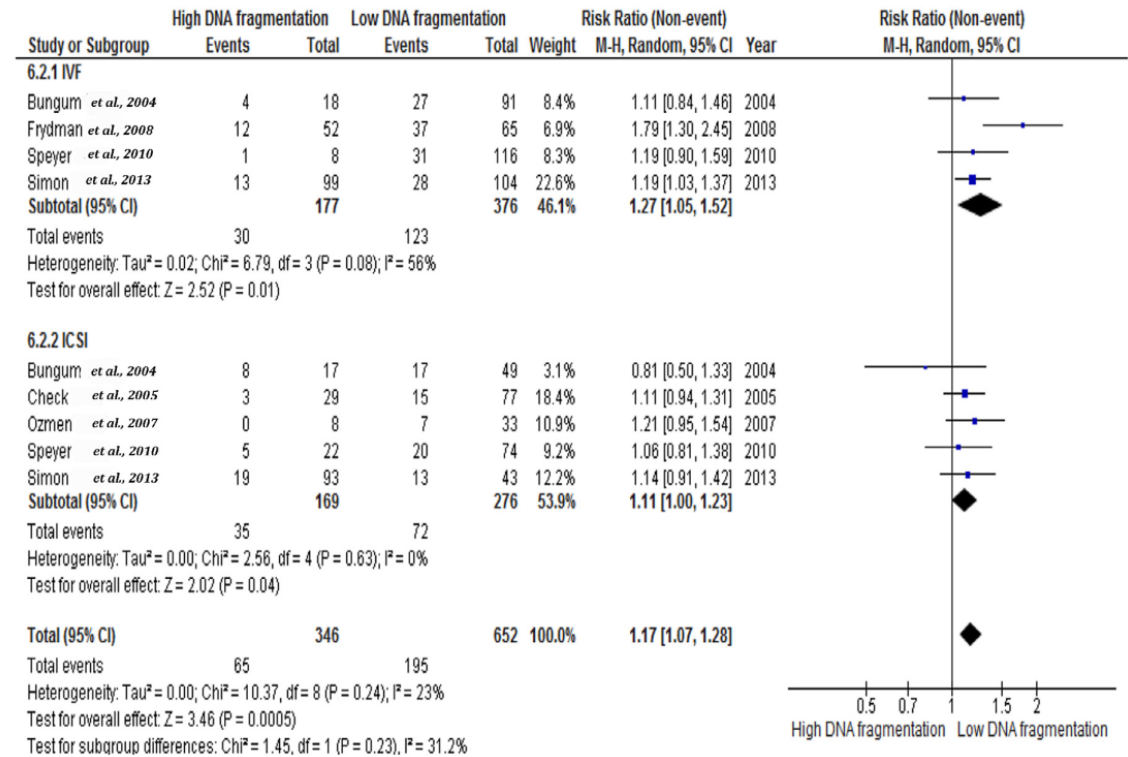 High DNA fragmentation Low DNA fragmentation Risk Ratio (Non-event) Risk Ratio (Non-event)
Study or Subgroup Events Total Events Total Weight M-H, Random, 95% CI Year M-H, Random, 95% CI
6.2.1 IVF
Bungum et al., 2004 4 18 27 91 8.4% 1.11 [0.84, 1.46] 2004
Frydman et al., 2008 12 52 37 65 6.9% 1.79 [1.30, 2.45] 2008
Speyer et al., 2010 1 8 31 116 8.3% 1.19 [0.90, 1.59] 2010
Simon et al., 2013 13 99 28 104 22.6% 1.19 [1.03, 1.37] 2013
Subtotal (95% CI) 177 376 46.1% 1.27 [1.05, 1.52]
Total events 30 123
Heterogeneity: Tau² = 0.02; Chi² = 6.79, df = 3 (P = 0.08); I² = 56%
Test for overall effect: Z = 2.52 (P = 0.01)
6.2.2 ICSI
Bungum et al., 2004 8 17 17 49 3.1% 0.81 [0.50, 1.33] 2004
Check et al., 2005 3 29 15 77 18.4% 1.11 [0.94, 1.31] 2005
Ozmen et al., 2007 0 8 7 33 10.9% 1.21 [0.95, 1.54] 2007
Speyer et al., 2010 5 22 20 74 9.2% 1.06 [0.81, 1.38] 2010
Simon et al., 2013 19 93 13 43 12.2% 1.14 [0.91, 1.42] 2013
Subtotal (95% CI) 169 276 53.9% 1.11 [1.00, 1.23]
Total events 35 72
Heterogeneity: Tau² = 0.00; Chi² = 2.56, df = 4 (P = 0.63); I² = 0%
Test for overall effect: Z = 2.02 (P = 0.04)
Total (95% CI) 346 652 100.0% 1.17 [1.07, 1.28]
Total events 65 195
Heterogeneity: Tau² = 0.00; Chi² = 10.37, df = 8 (P = 0.24); I² = 23%
Test for overall effect: Z = 3.46 (P = 0.0005)
Test for subgroup differences: Chi² = 1.45, df = 1 (P = 0.23), I² = 31.2%
0.5 0.7 1 1.5 2
High DNA fragmentation Low DNA fragmentation